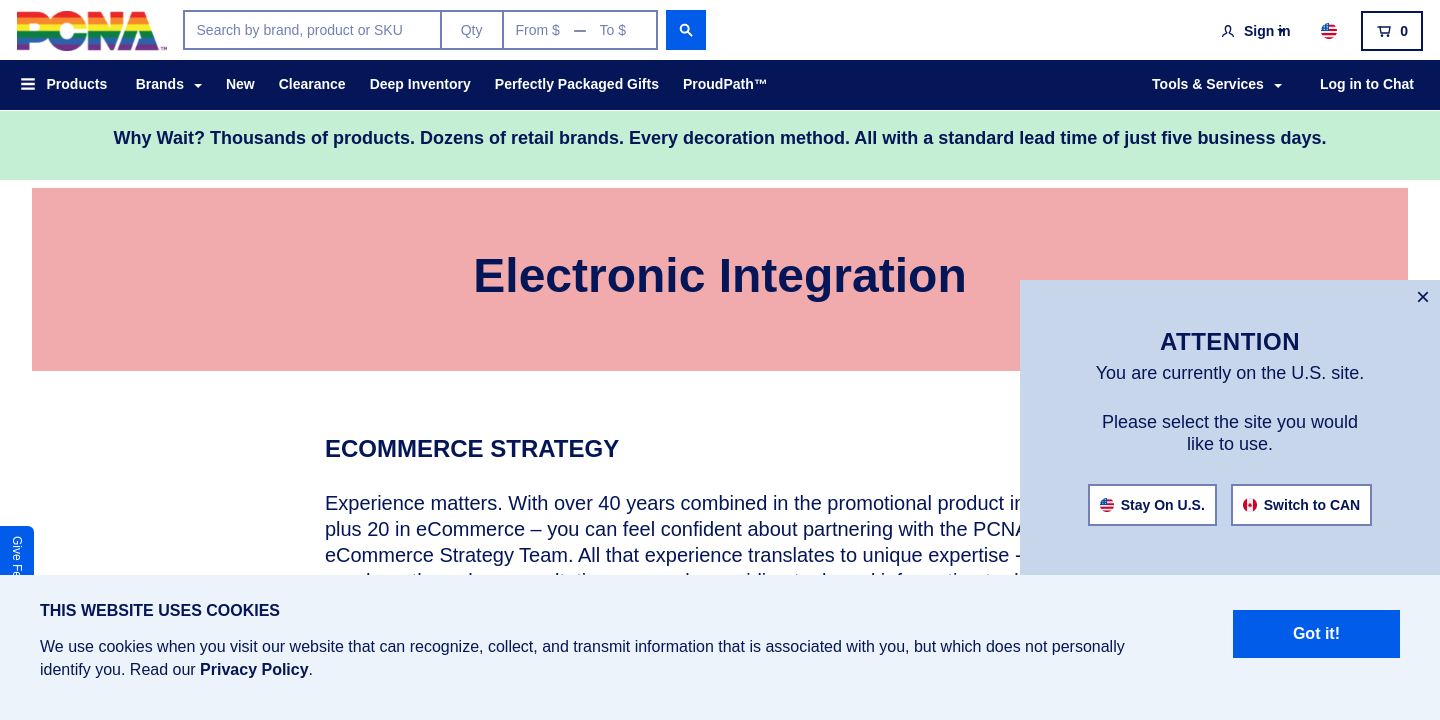 PCNA™
Search by brand, product or SKU
Qty
From $ — To $
Sign in
0
Products
Brands
New
Clearance
Deep Inventory
Perfectly Packaged Gifts
ProudPath™
Tools & Services
Log in to Chat
Why Wait? Thousands of products. Dozens of retail brands. Every decoration method. All with a standard lead time of just five business days.
Electronic Integration
×
ATTENTION
You are currently on the U.S. site.
Please select the site you would
like to use.
Stay On U.S.
Switch to CAN
ECOMMERCE STRATEGY
Experience matters. With over 40 years combined in the promotional product
plus 20 in eCommerce – you can feel confident about partnering with the PCNA
eCommerce Strategy Team. All that experience translates to unique expertise
Give
THIS WEBSITE USES COOKIES
We use cookies when you visit our website that can recognize, collect, and transmit information that is associated with you, but which does not personally
identify you. Read our Privacy Policy.
Got it!